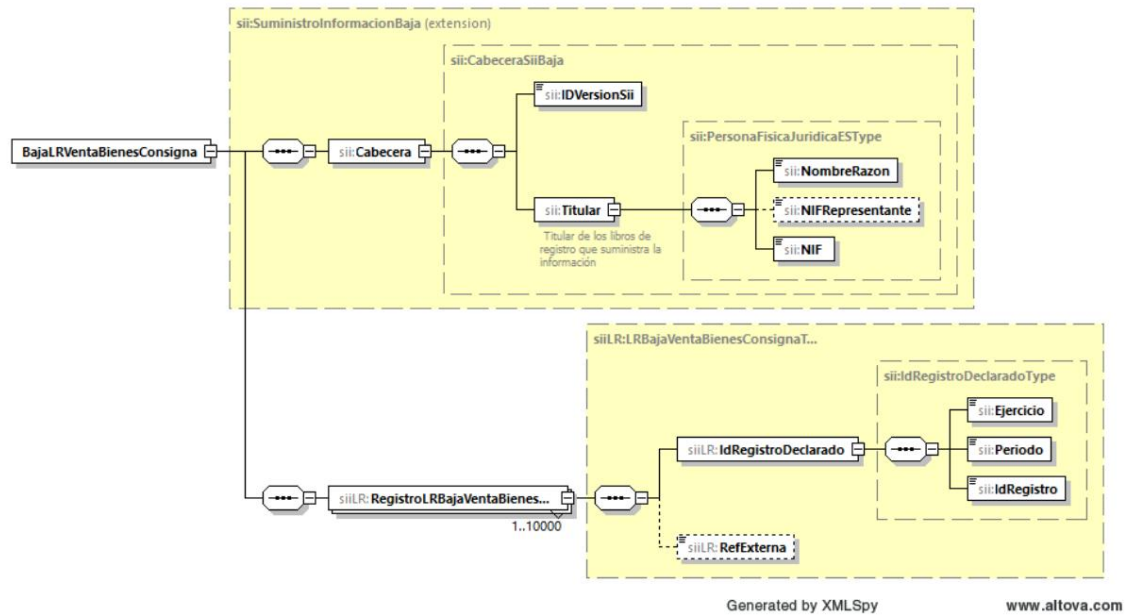 sii:SuministroInformacionBaja (extension)
sii:CabeceraSiiBaja
sii:IDVersionSii
sii:PersonaFisicaJuridicaESType
BajaLRVentaBienesConsigna
sii:Cabecera
sii:NombreRazon
sii:Titular
sii:NIFRepresentante
Titular de los libros de
registro que suministra la
información
sii:NIF
siiLR:LRBajaVentaBienesConsignaT...
sii:IdRegistroDeclaradoType
sii:Ejercicio
siiLR:IdRegistroDeclarado
sii:Periodo
sii:IdRegistro
siiLR:RegistroLRBajaVentaBienes...
1..10000
siiLR:RefExterna
Generated by XMLSpy
www.altova.com